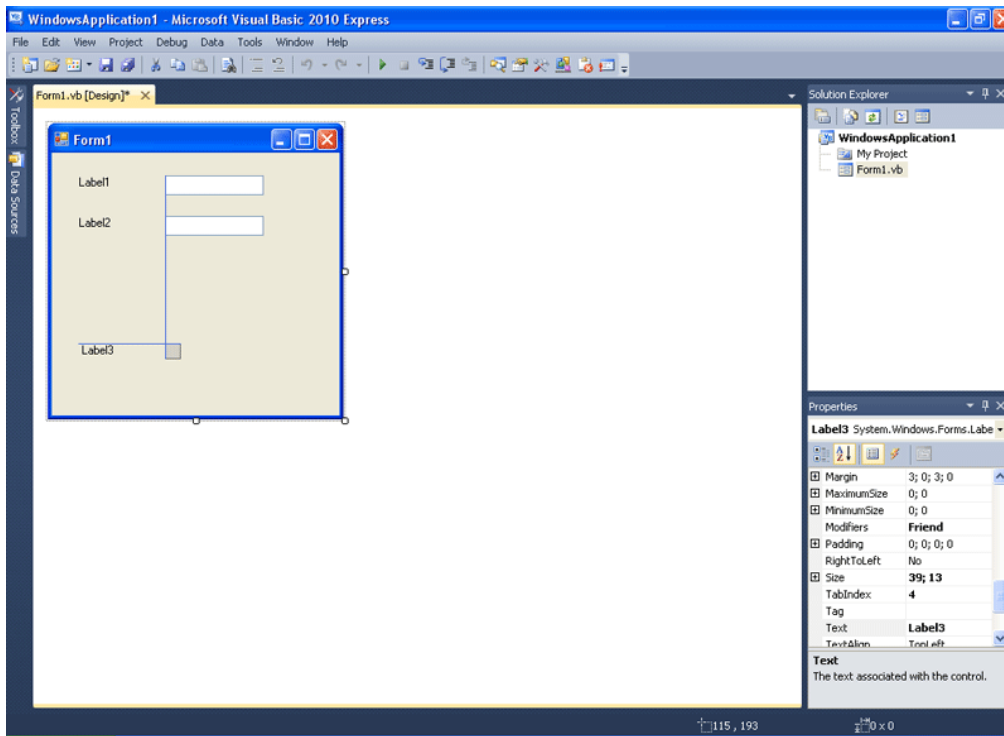 WindowsApplication1 - Microsoft Visual Basic 2010 Express
File Edit View Project Debug Data Tools Window Help
Toolbox
Data Sources
Form1.vb [Design]*
Form1
Label1
Label2
Label3
Solution Explorer
WindowsApplication1
My Project
Form1.vb
Properties
Label3 System.Windows.Forms.Labe
Margin 3; 0; 3; 0
MaximumSize 0; 0
MinimumSize 0; 0
Modifiers Friend
Padding 0; 0; 0; 0
RightToLeft No
Size 39; 13
TabIndex 4
Tag
Text Label3
TextAlign TopLeft
Text
The text associated with the control.
115 , 193
0 x 0